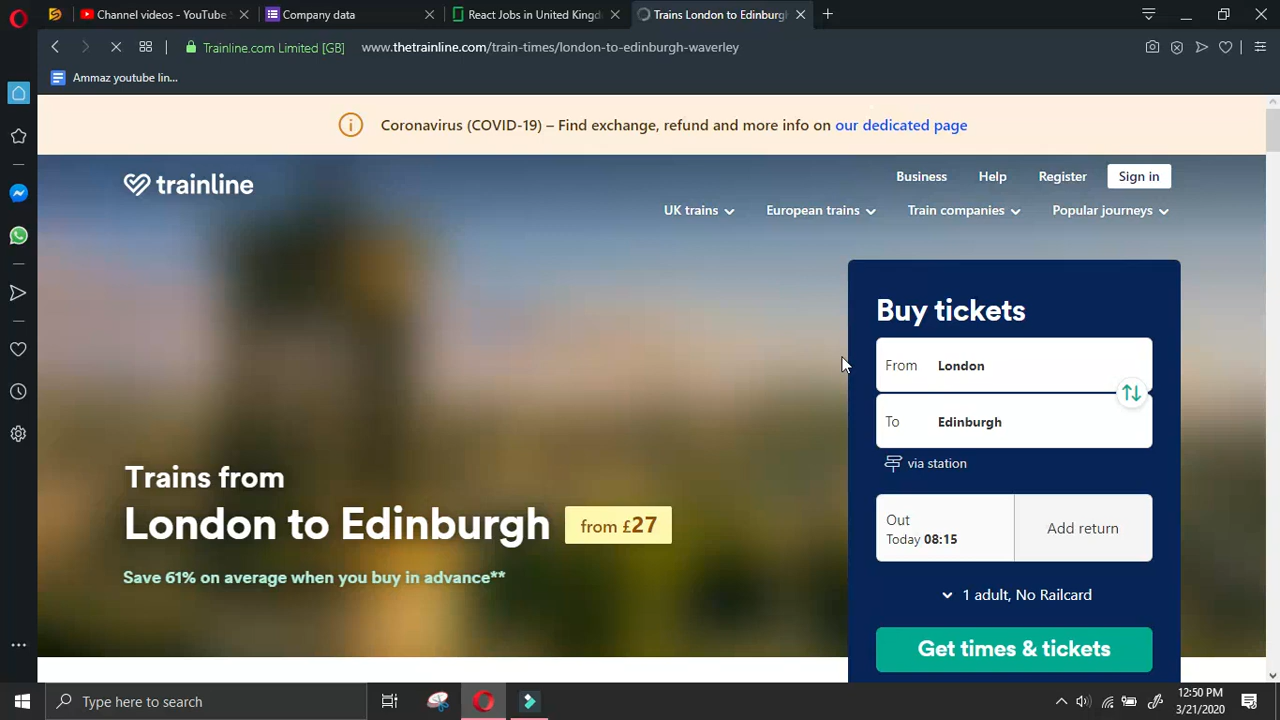 Channel videos - YouTube
Company data
React Jobs in United Kingd
Trains London to Edinburgh
Trainline.com Limited [GB]
www.thetrainline.com/train-times/london-to-edinburgh-waverley
Ammaz youtube lin...
Coronavirus (COVID-19) – Find exchange, refund and more info on our dedicated page
trainline
Business
Help
Register
Sign in
UK trains
European trains
Train companies
Popular journeys
Buy tickets
From London
To Edinburgh
via station
Out
Today 08:15
Add return
1 adult, No Railcard
Get times & tickets
Trains from
London to Edinburgh
from £27
Save 61% on average when you buy in advance**
Type here to search
12:50 PM
3/21/2020